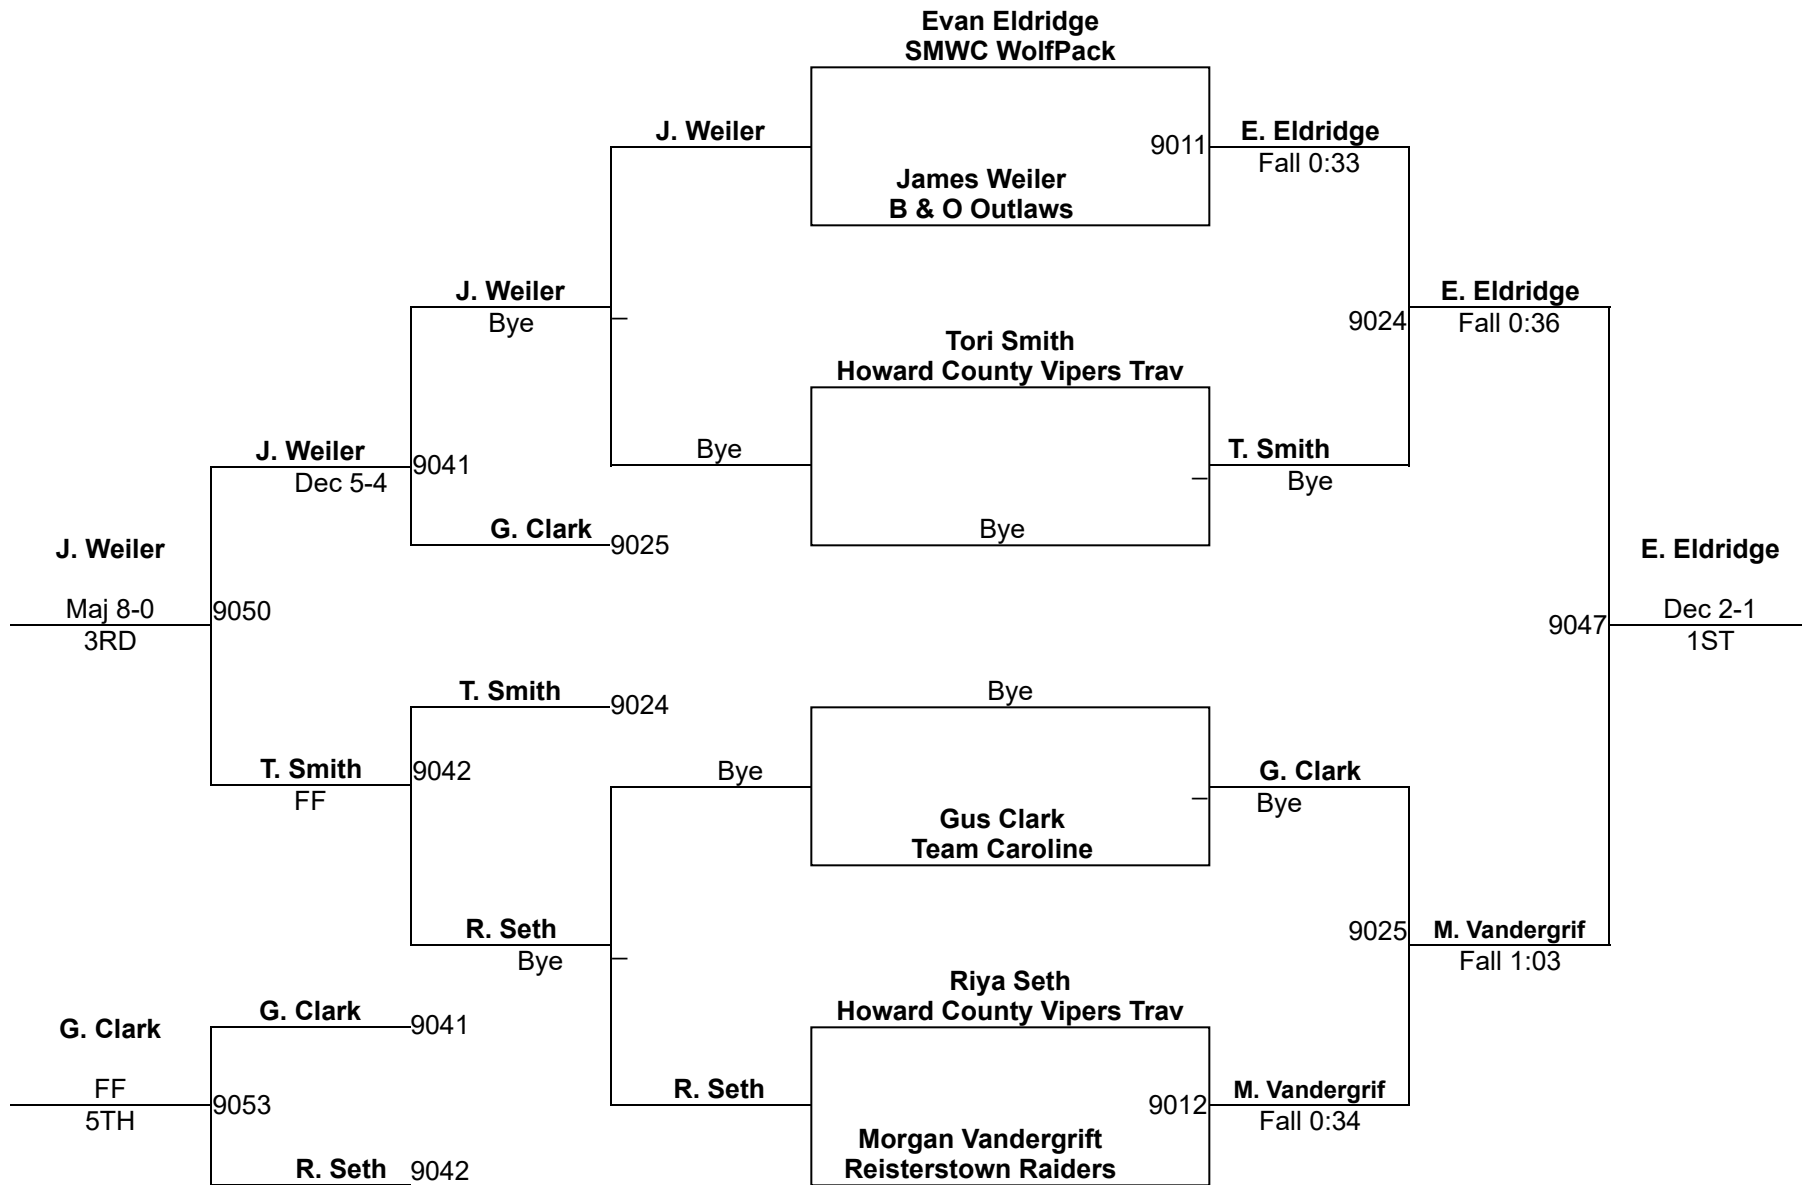 Evan Eldridge
SMWC WolfPack
J. Weiler
9011
E. Eldridge
Fall 0:33
James Weiler
B & O Outlaws
J. Weiler
Bye
9024
E. Eldridge
Fall 0:36
Tori Smith
Howard County Vipers Trav
J. Weiler
Dec 5-4
9041
Bye
T. Smith
Bye
G. Clark
9025
Bye
J. Weiler
Maj 8-0
3RD
9050
9047
E. Eldridge
Dec 2-1
1ST
T. Smith
9024
Bye
T. Smith
FF
9042
Bye
G. Clark
Bye
Gus Clark
Team Caroline
R. Seth
Bye
9025
M. Vandergrif
Fall 1:03
Riya Seth
Howard County Vipers Trav
G. Clark
9041
G. Clark
FF
5TH
9053
R. Seth
9012
M. Vandergrif
Fall 0:34
Morgan Vandergrift
Reisterstown Raiders
R. Seth
9042